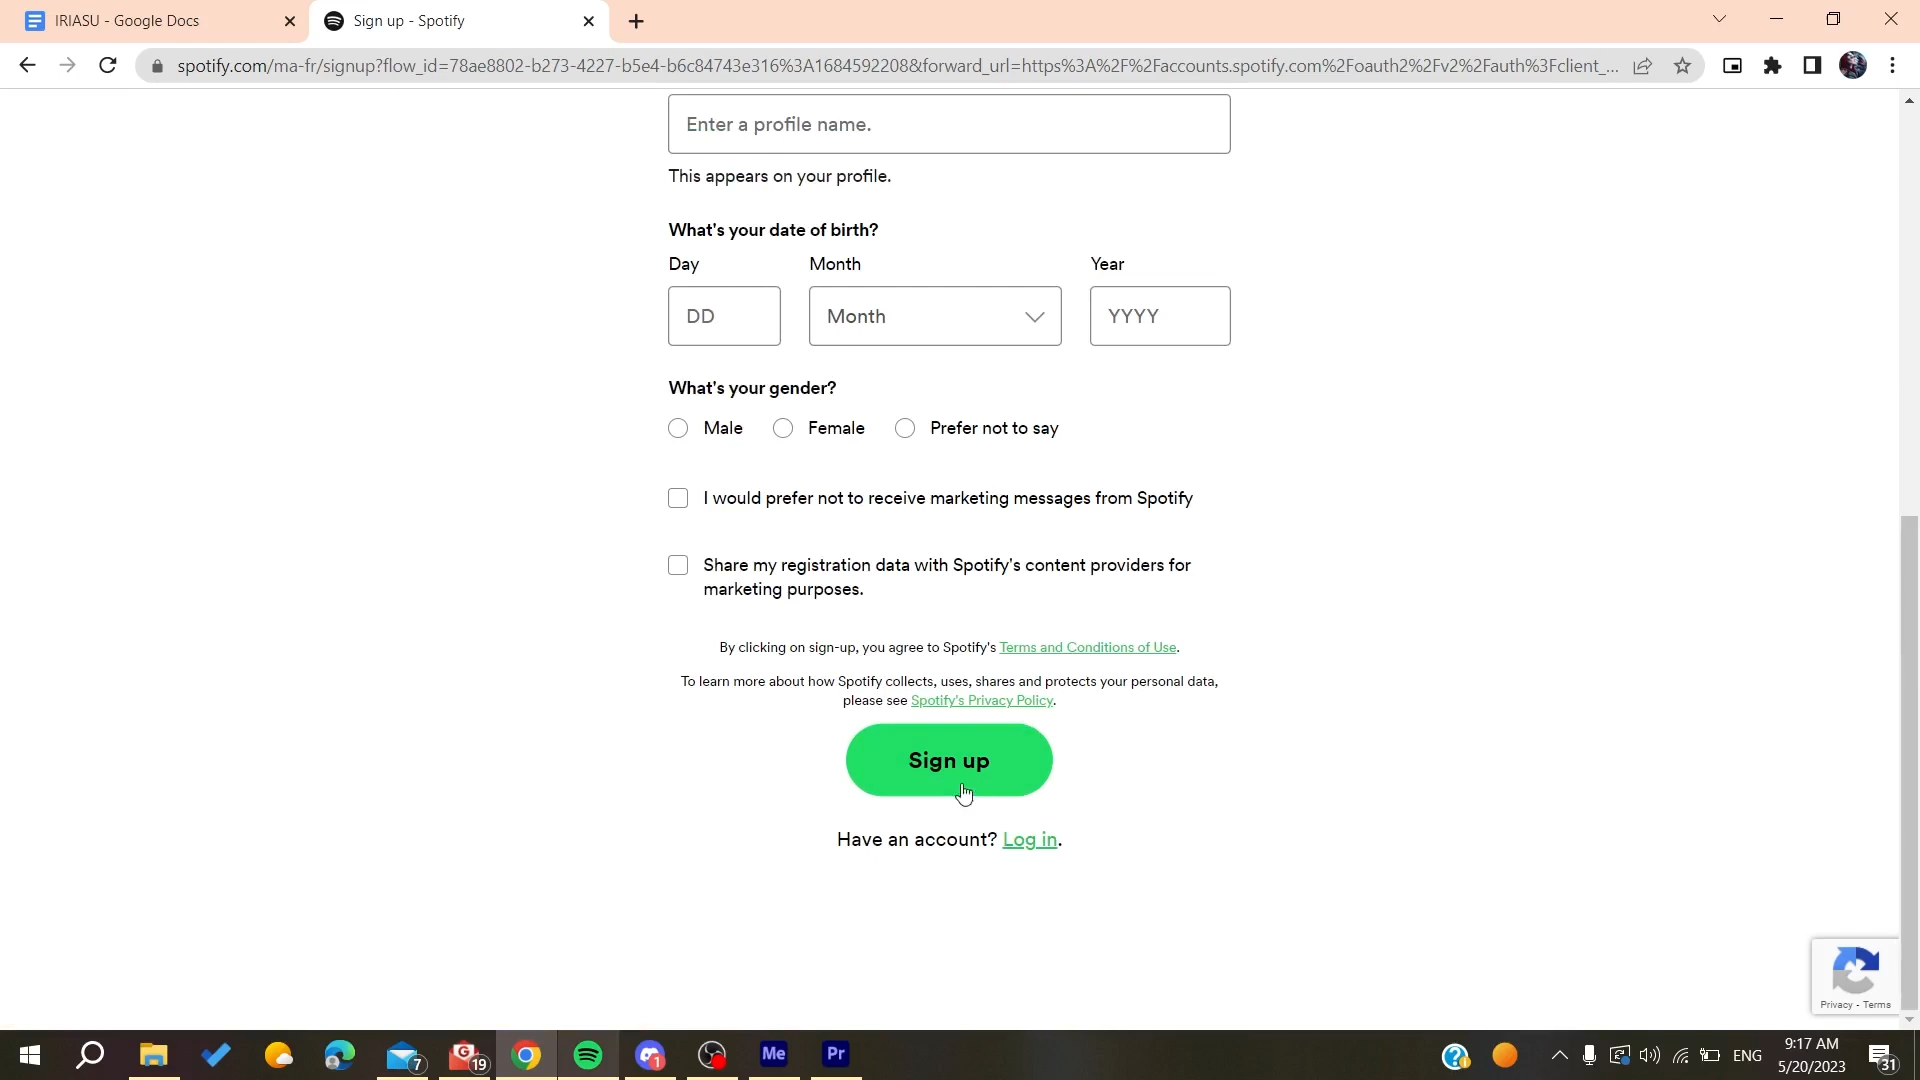 IRIASU - Google Docs
Sign up - Spotify
spotify.com/ma-fr/signup?flow_id=78ae8802-b273-4227-b5e4-b6c84743e316%3A1684592208&forward_url=https%3A%2F%2Faccounts.spotify.com%2Foauth2%2Fv2%2Fauth%3Fclient_...
Enter a profile name.
This appears on your profile.
What's your date of birth?
Day Month Year
DD Month YYYY
What's your gender?
Male Female Prefer not to say
I would prefer not to receive marketing messages from Spotify
Share my registration data with Spotify's content providers for
marketing purposes.
By clicking on sign-up, you agree to Spotify's Terms and Conditions of Use.
To learn more about how Spotify collects, uses, shares and protects your personal data,
please see Spotify's Privacy Policy.
Sign up
Have an account? Log in.
Privacy - Terms
7
G 19
1
Me
Pr
ENG
9:17 AM
5/20/2023
31